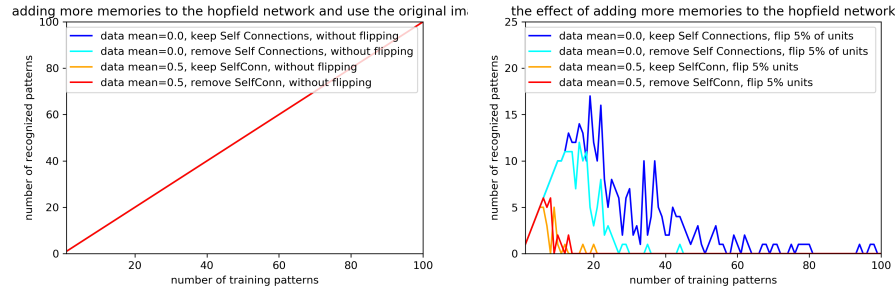 adding more memories to the hopfield network and use the original im
100
80
60
40
20
0
number of recognized patterns
data mean=0.0, keep Self Connections, without flipping
data mean=0.0, remove Self Connections, without flipping
data mean=0.5, keep SelfConn, without flipping
data mean=0.5, remove SelfConn, without flipping
20 40 60 80 100
number of training patterns
the effect of adding more memories to the hopfield network
25
20
15
10
5
0
number of recognized patterns
data mean=0.0, keep Self Connections, flip 5% of units
data mean=0.0, remove Self Connections, flip 5% of units
data mean=0.5, keep SelfConn, flip 5% units
data mean=0.5, remove SelfConn, flip 5% units
20 40 60 80 100
number of training patterns